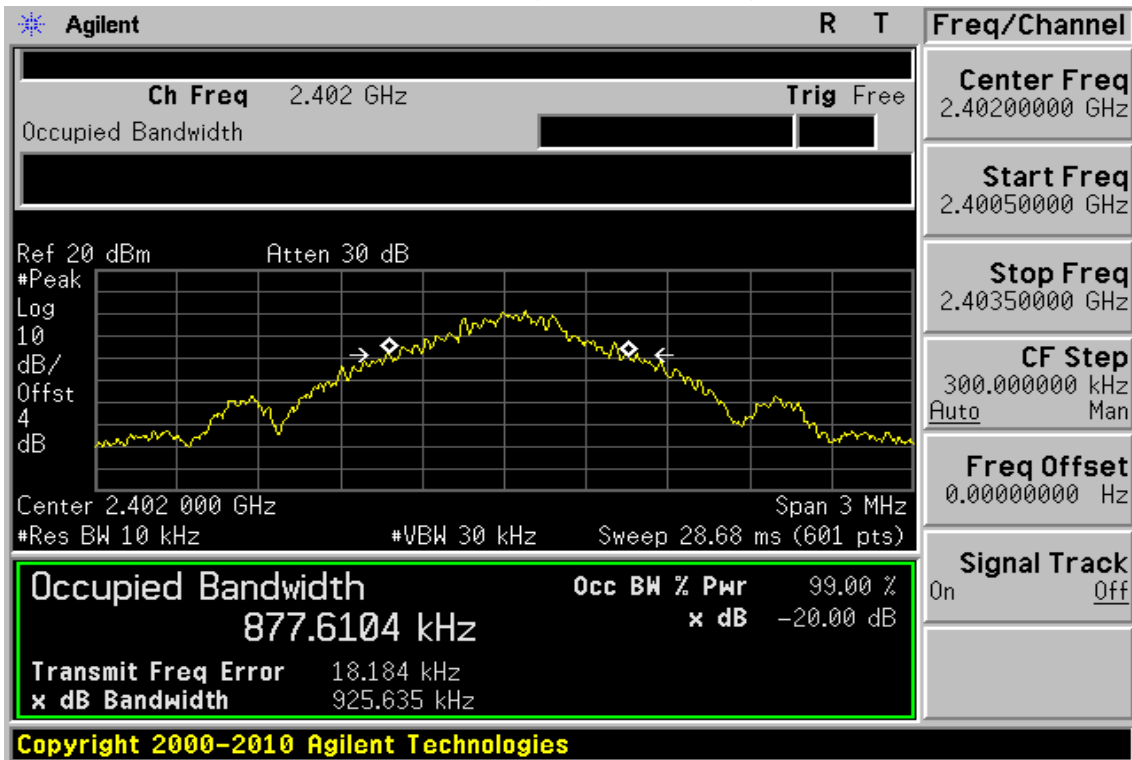 Agilent R T
Ch Freq 2.402 GHz Trig Free
Occupied Bandwidth
Ref 20 dBm Atten 30 dB
#Peak
Log
10
dB/
Offst
4
dB
Center 2.402 000 GHz Span 3 MHz
#Res BW 10 kHz #VBW 30 kHz Sweep 28.68 ms (601 pts)
Occupied Bandwidth Occ BW % Pwr 99.00 %
877.6104 kHz x dB -20.00 dB
Transmit Freq Error 18.184 kHz
x dB Bandwidth 925.635 kHz
Copyright 2000-2010 Agilent Technologies
Freq/Channel
Center Freq
2.40200000 GHz
Start Freq
2.40050000 GHz
Stop Freq
2.40350000 GHz
CF Step
300.000000 kHz
Auto Man
Freq Offset
0.00000000 Hz
Signal Track
On Off